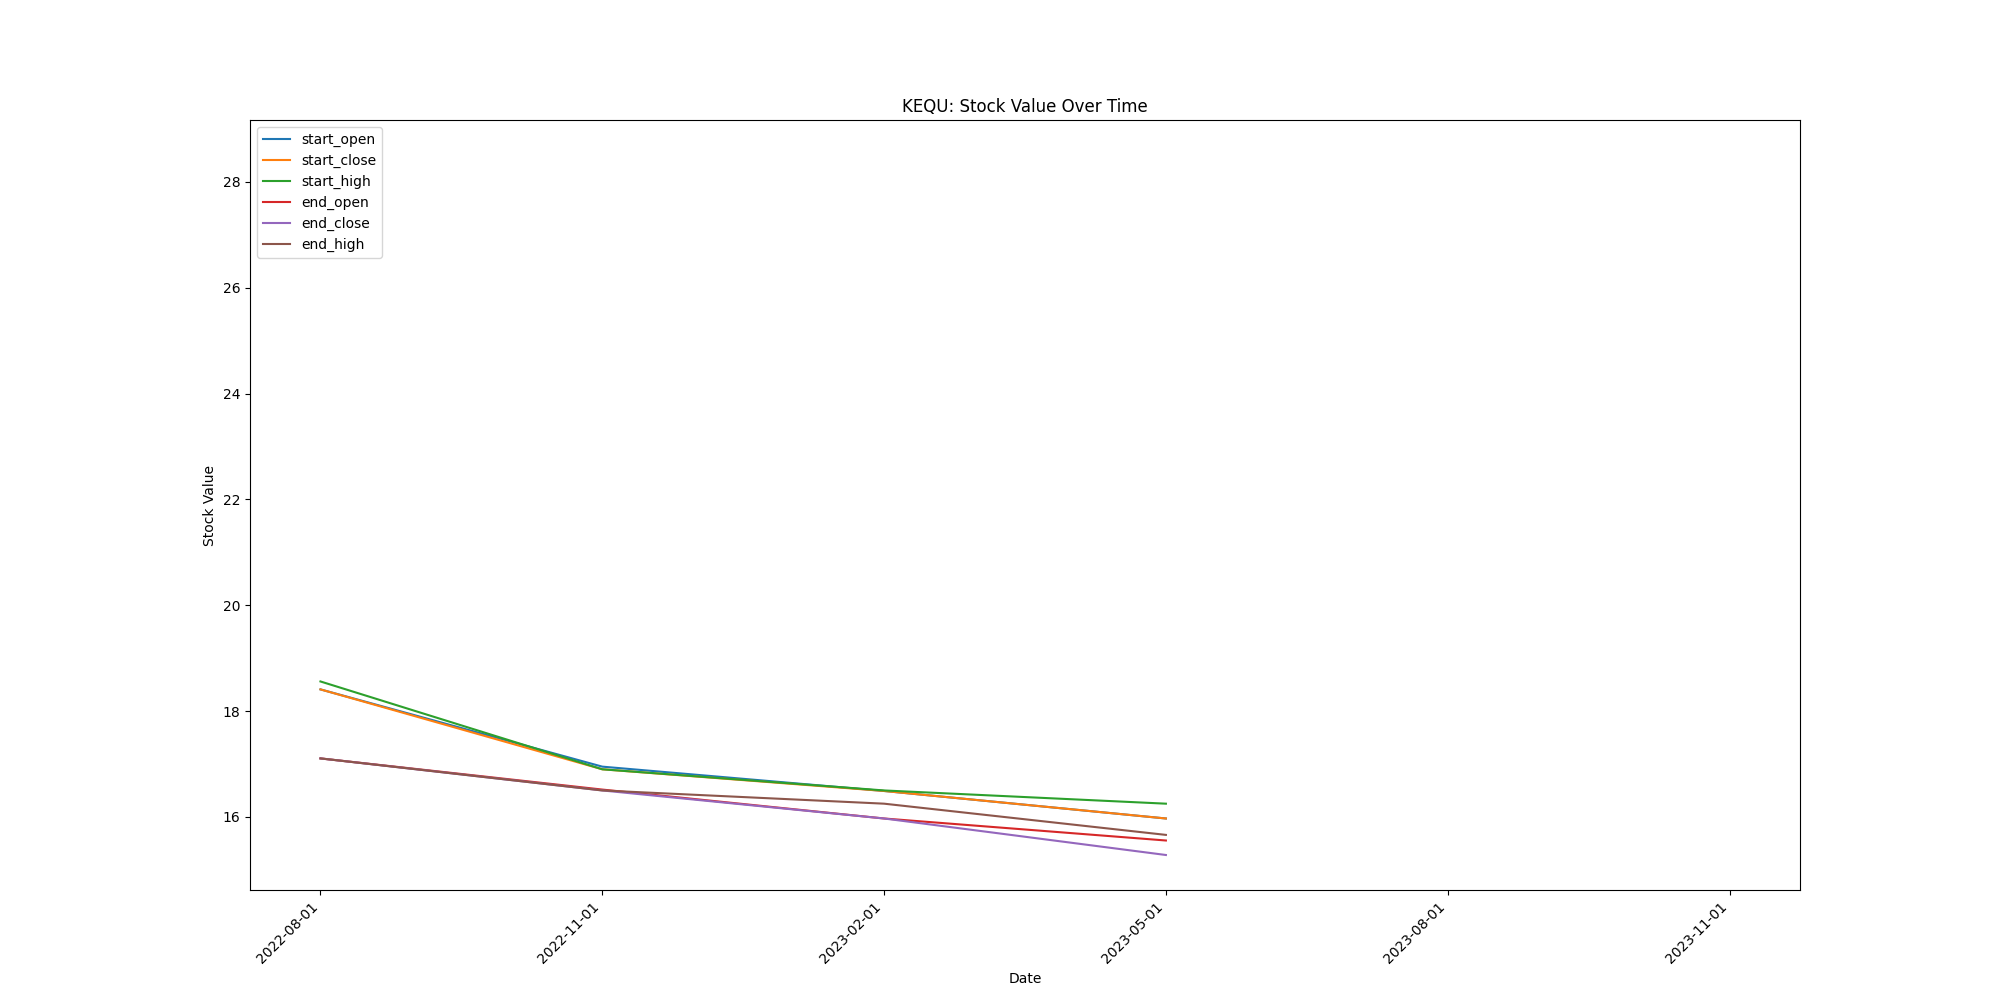 KEQU: Stock Value Over Time
start_open
start_close
start_high
end_open
end_close
end_high
Stock Value
28
26
24
22
20
18
16
2022-08-01
2022-11-01
2023-02-01
2023-05-01
2023-08-01
2023-11-01
Date